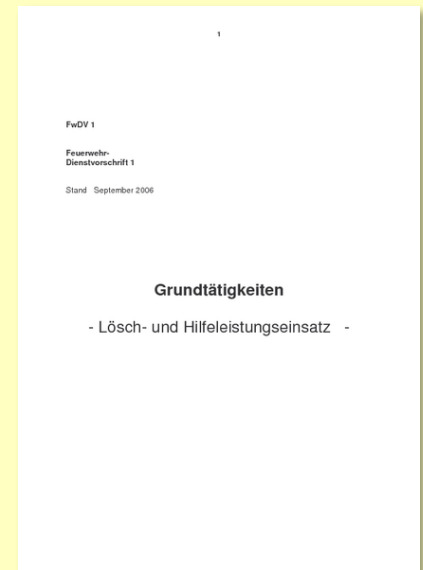 1
FwDV 1
Feuerwehr-
Dienstvorschrift 1
Stand September 2006
Grundtätigkeiten
- Lösch- und Hilfeleistungseinsatz -